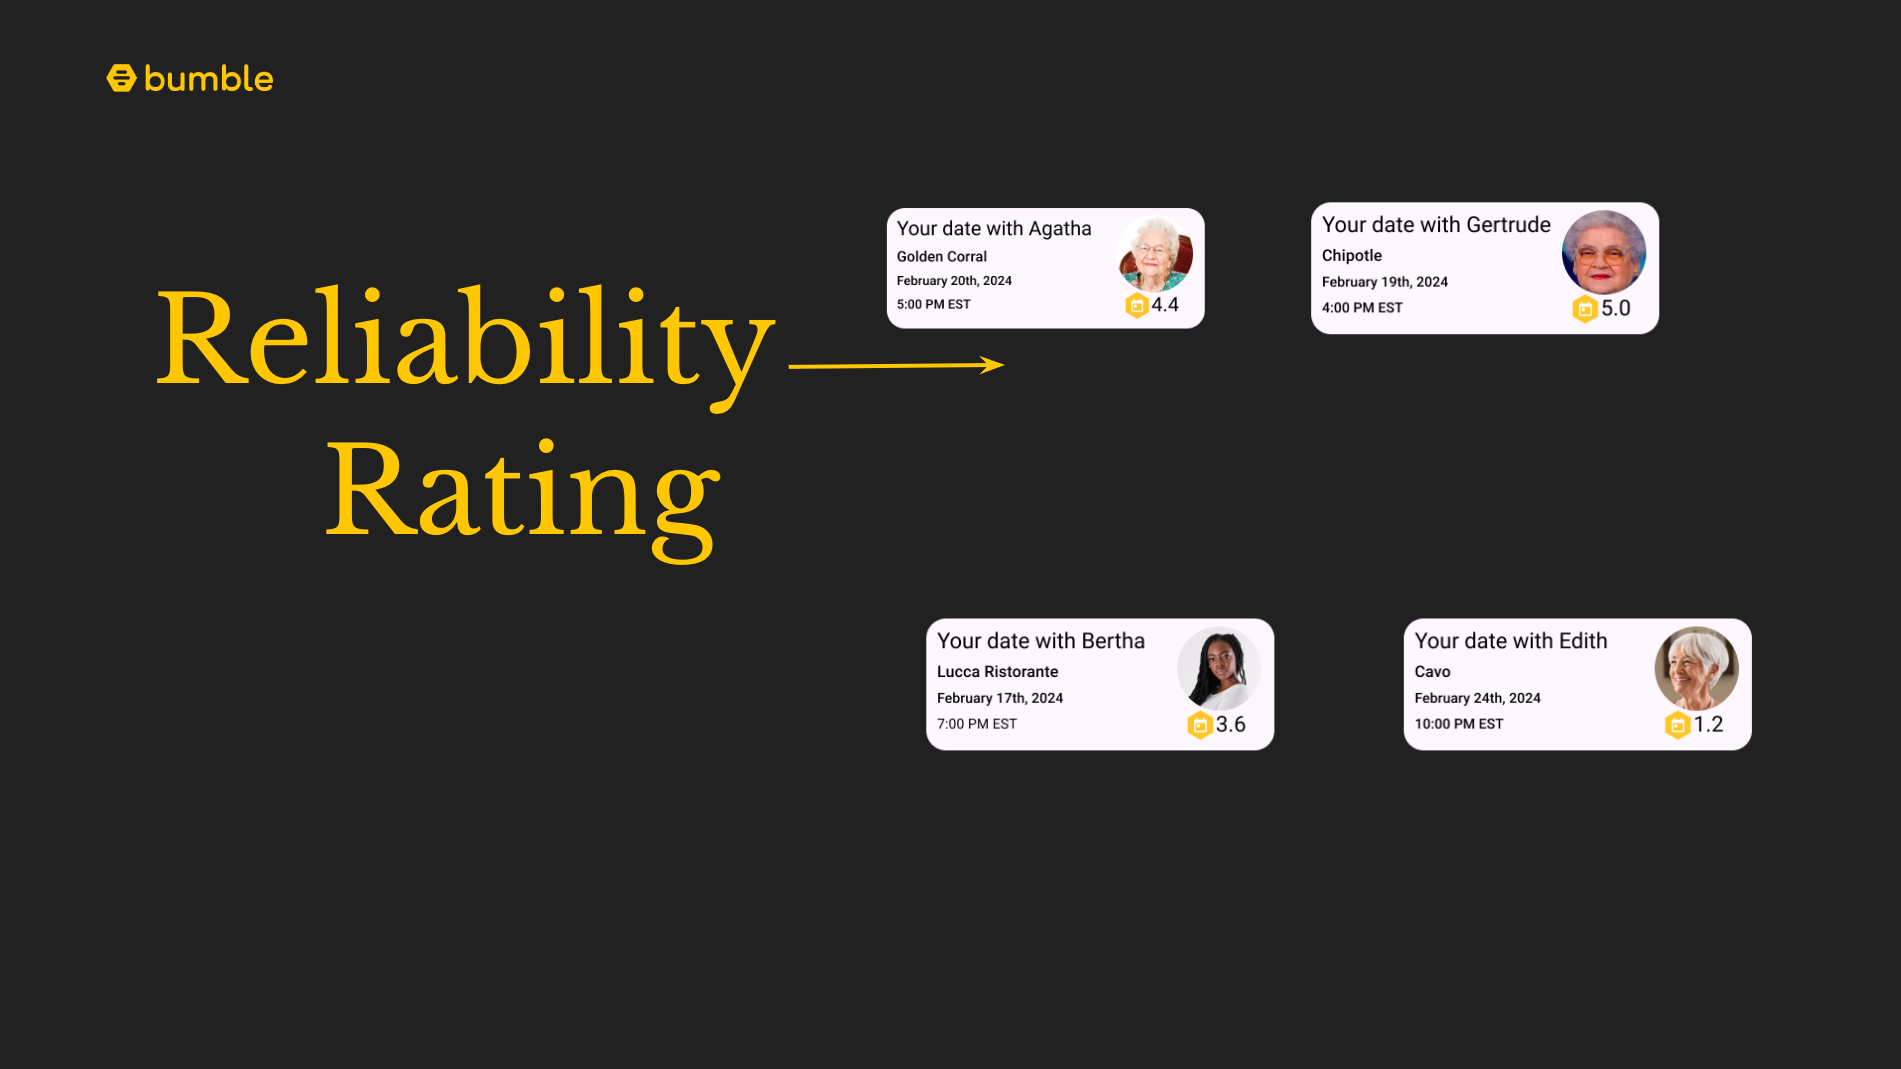 bumble
Reliability
Rating
Your date with Agatha
Golden Corral
February 20th, 2024
5:00 PM EST
4.4
Your date with Gertrude
Chipotle
February 19th, 2024
4:00 PM EST
5.0
Your date with Bertha
Lucca Ristorante
February 17th, 2024
7:00 PM EST
3.6
Your date with Edith
Cavo
February 24th, 2024
10:00 PM EST
1.2